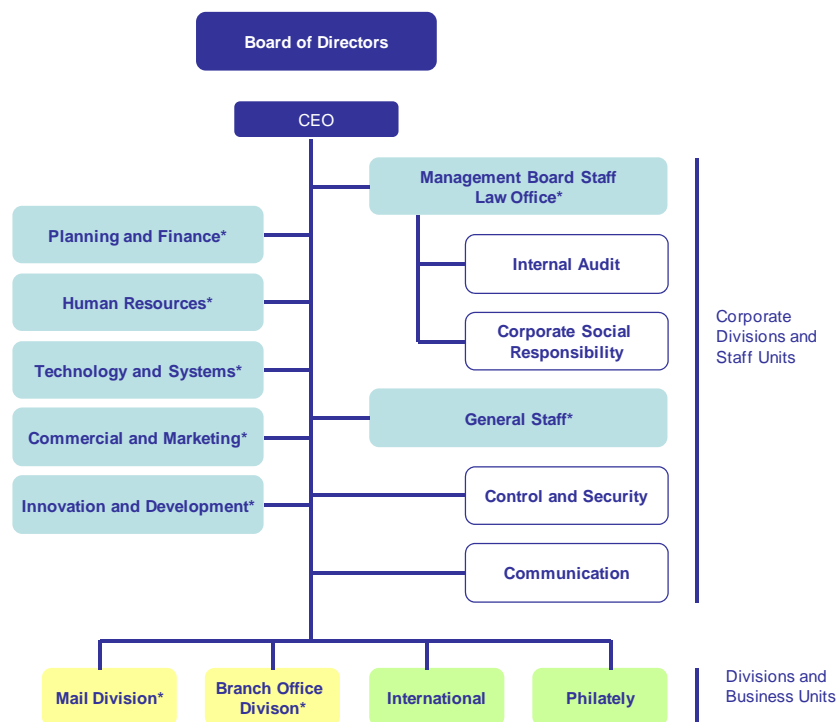 Board of Directors
CEO
Management Board Staff
Law Office*
Planning and Finance*
Internal Audit
Human Resources*
Corporate Social
Responsibility
Technology and Systems*
General Staff*
Commercial and Marketing*
Control and Security
Innovation and Development*
Communication
Corporate
Divisions and
Staff Units
Mail Division*
Branch Office
Divison*
International
Philately
Divisions and
Business Units